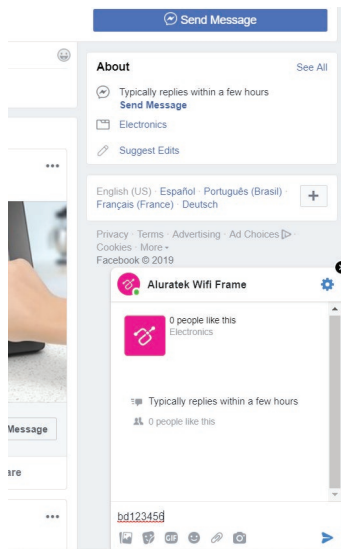 Send Message
About
See All
Typically replies within a few hours
Send Message
Electronics
Suggest Edits
English (US) · Español · Português (Brasil) ·
Français (France) · Deutsch
+
Privacy · Terms · Advertising · Ad Choices ·
Cookies · More
Facebook © 2019
Aluratek Wifi Frame
0 people like this
Electronics
Message
Typically replies within a few hours
0 people like this
are
bd123456
GIF